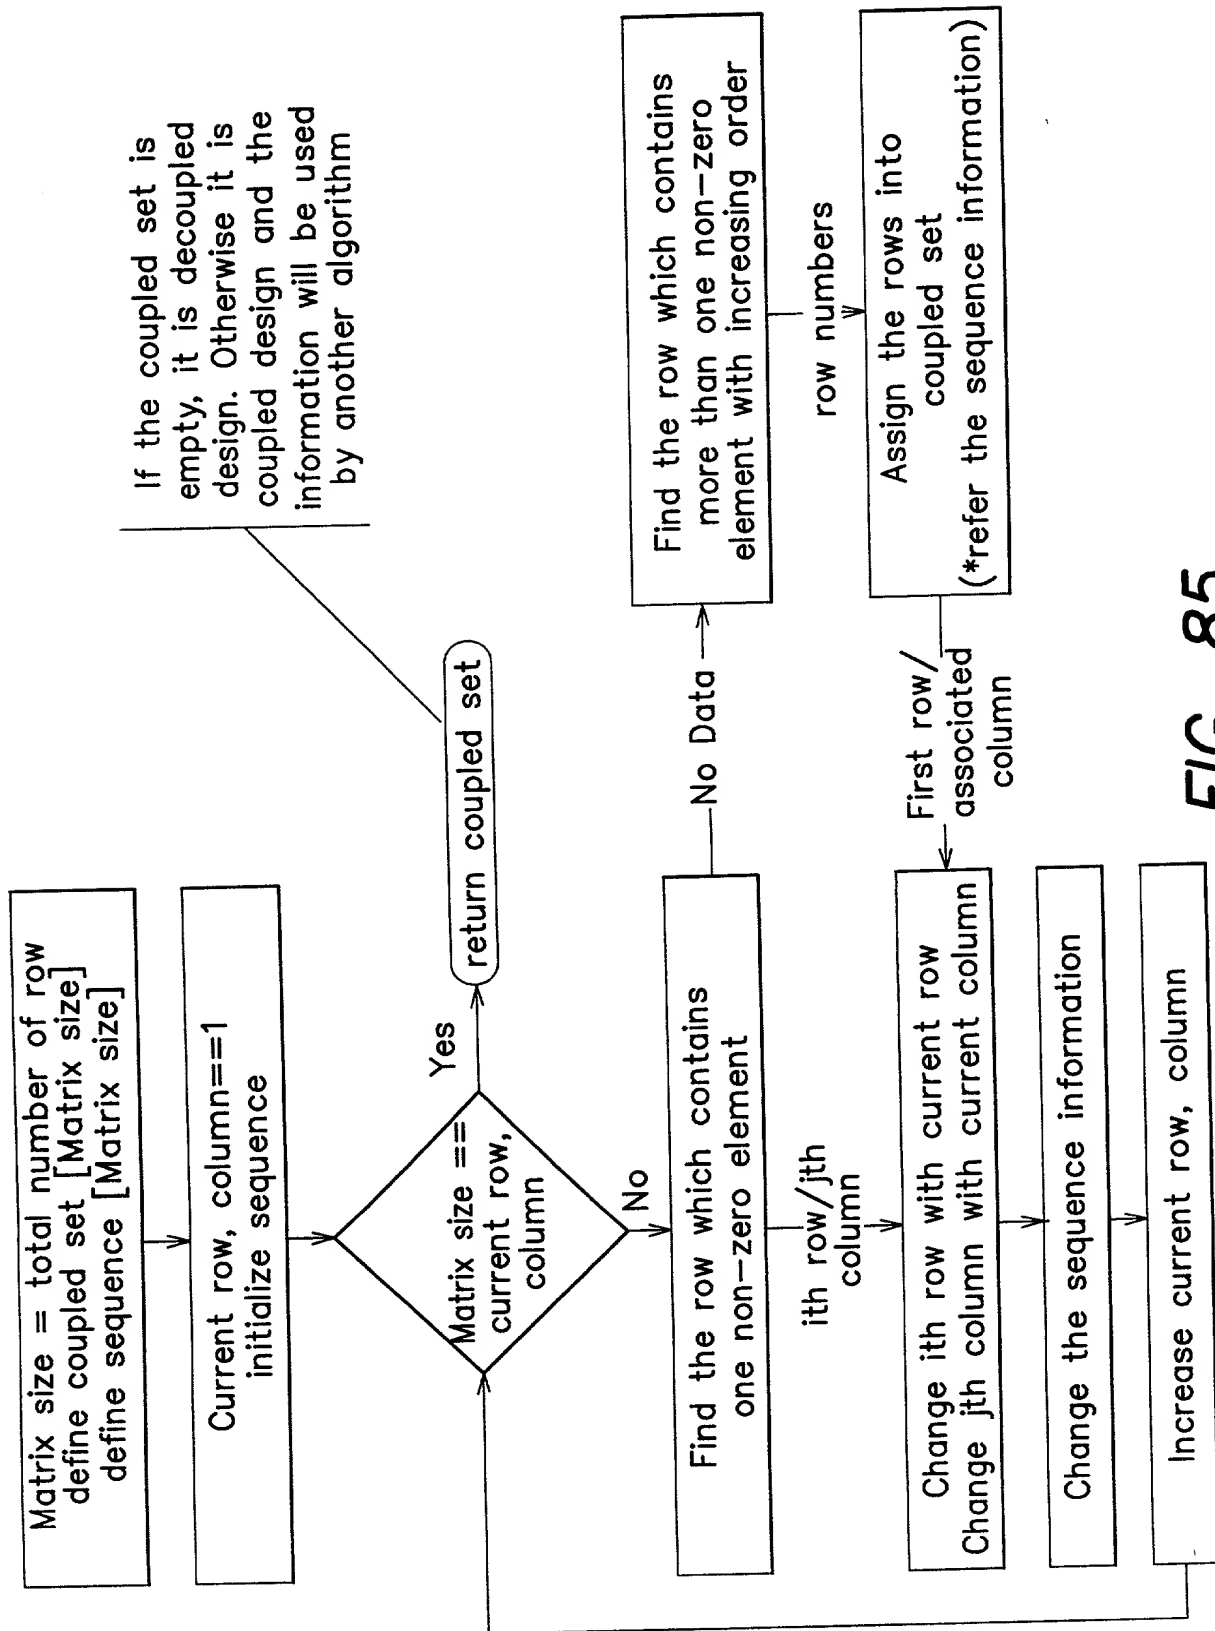 Matrix size = total number of row
define coupled set [Matrix size]
define sequence [Matrix size]
Current row, column==1
initialize sequence
Matrix size ==
current row,
column
Yes
return coupled set
If the coupled set is
empty, it is decoupled
design. Otherwise it is
coupled design and the
information will be used
by another algorithm
No
Find the row which contains
one non-zero element
No Data
Find the row which contains
more than one non-zero
element with increasing order
row numbers
Assign the rows into
coupled set
(*refer the sequence information)
First row/
associated
column
ith row/jth
column
Change ith row with current row
Change jth column with current column
Change the sequence information
Increase current row, column
FIG. 85